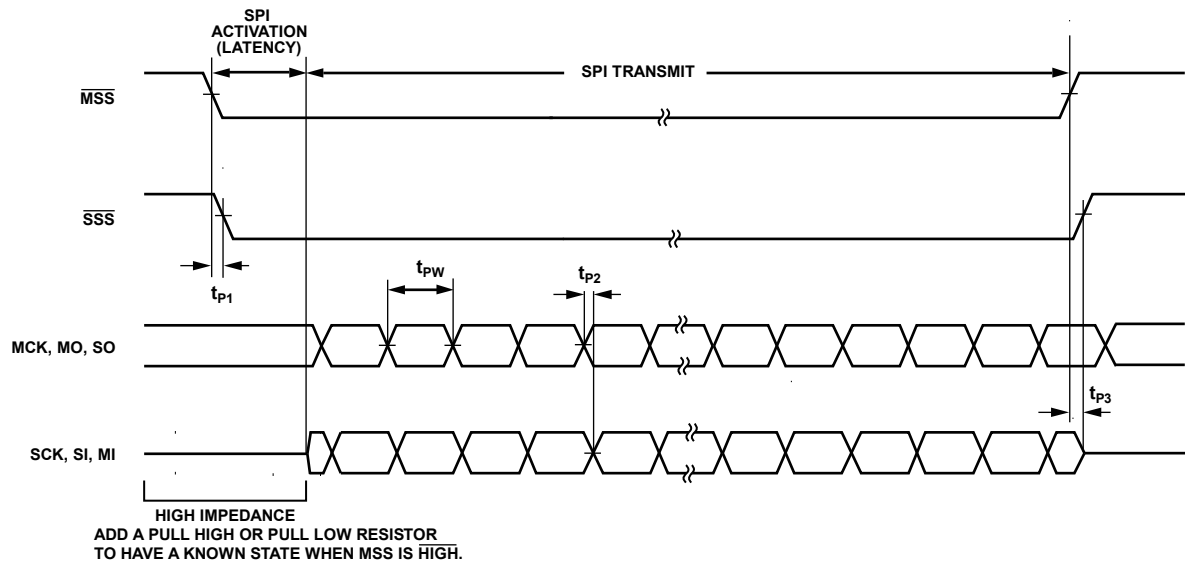 SPI
ACTIVATION
(LATENCY)
SPI TRANSMIT
MSS
SSS
tP1
tPW
tP2
MCK, MO, SO
tP3
SCK, SI, MI
HIGH IMPEDANCE
ADD A PULL HIGH OR PULL LOW RESISTOR
TO HAVE A KNOWN STATE WHEN MSS IS HIGH.